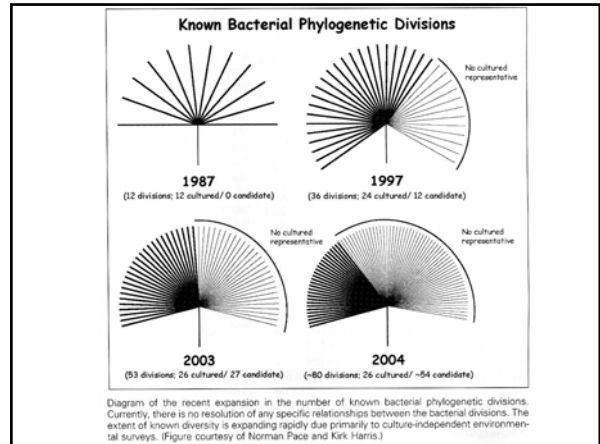 Known Bacterial Phylogenetic Divisions
No cultured
representative
1987
(12 divisions; 12 cultured/ 0 candidate)
1997
(36 divisions; 24 cultured/ 12 candidate)
No cultured
representative
No cultured
representative
2003
(53 divisions; 26 cultured/ 27 candidate)
2004
(~80 divisions; 26 cultured/ ~54 candidate)
Diagram of the recent expansion in the number of known bacterial phylogenetic divisions.
Currently, there is no resolution of any specific relationships between the bacterial divisions. The
extent of known diversity is expanding rapidly due primarily to culture-independent environmen-
tal surveys. (Figure courtesy of Norman Pace and Kirk Harris.)